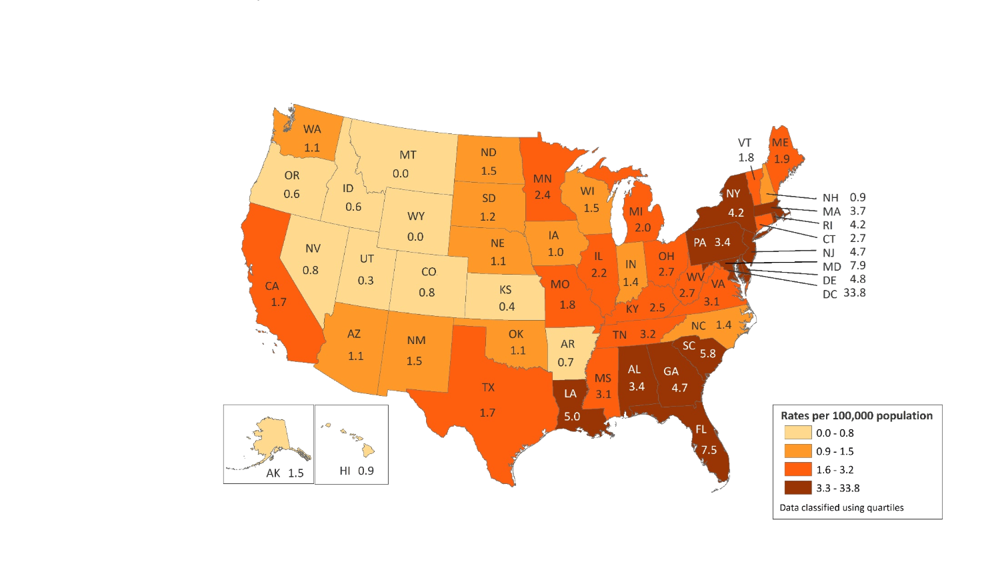 WA
1.1
MT
0.0
ND
1.5
MN
2.4
VT
1.8
ME
1.9
OR
0.6
ID
0.6
SD
1.2
WI
1.5
MI
2.0
NY
4.2
NH 0.9
MA 3.7
RI 4.2
CT 2.7
NJ 4.7
MD 7.9
DE 4.8
DC 33.8
WY
0.0
NE
1.1
IA
1.0
PA 3.4
NV
0.8
UT
0.3
CO
0.8
KS
0.4
IL
2.2
IN
1.4
OH
2.7
WV
2.7
VA
3.1
CA
1.7
MO
1.8
KY 2.5
TN 3.2
NC 1.4
AZ
1.1
NM
1.5
OK
1.1
AR
0.7
SC
5.8
MS
3.1
AL
3.4
GA
4.7
TX
1.7
LA
5.0
FL
7.5
AK 1.5
HI 0.9
Rates per 100,000 population
0.0 - 0.8
0.9 - 1.5
1.6 - 3.2
3.3 - 33.8
Data classified using quartiles